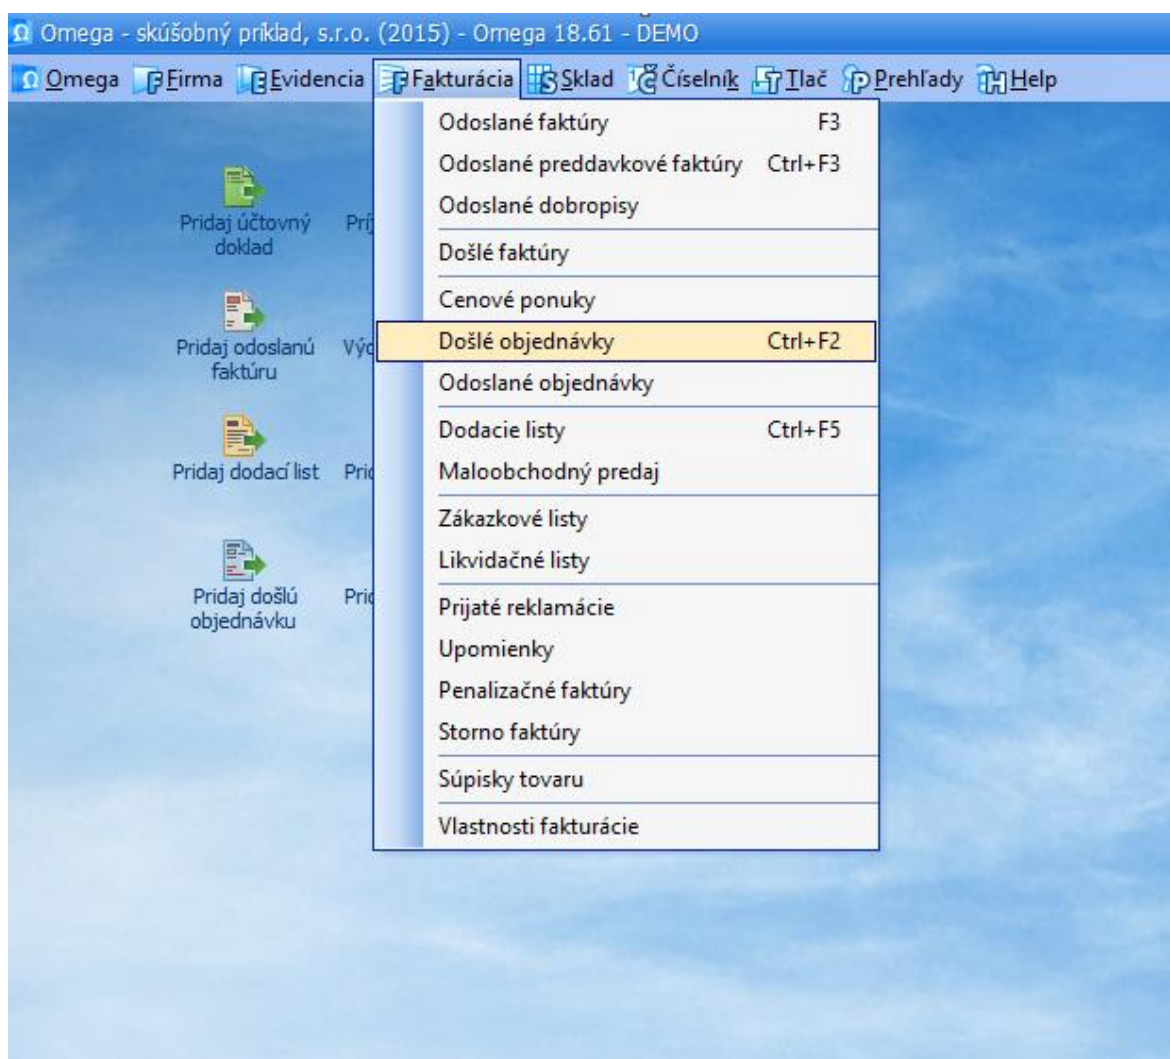 Omega - skúšobný príklad, s.r.o. (2015) - Omega 18.61 - DEMO
Omega Firma Evidencia Fakturácia Sklad Číselník Tlač Prehľady Help
Odoslané faktúry F3
Odoslané preddavkové faktúry Ctrl+F3
Odoslané dobropisy
Došlé faktúry
Cenové ponuky
Došlé objednávky Ctrl+F2
Odoslané objednávky
Dodacie listy Ctrl+F5
Maloobchodný predaj
Zákazkové listy
Likvidačné listy
Prijaté reklamácie
Upomienky
Penalizačné faktúry
Storno faktúry
Súpisky tovaru
Vlastnosti fakturácie
Pridaj účtovný
doklad
Pridaj odoslanú
faktúru
Pridaj dodací list
Pridaj došlú
objednávku